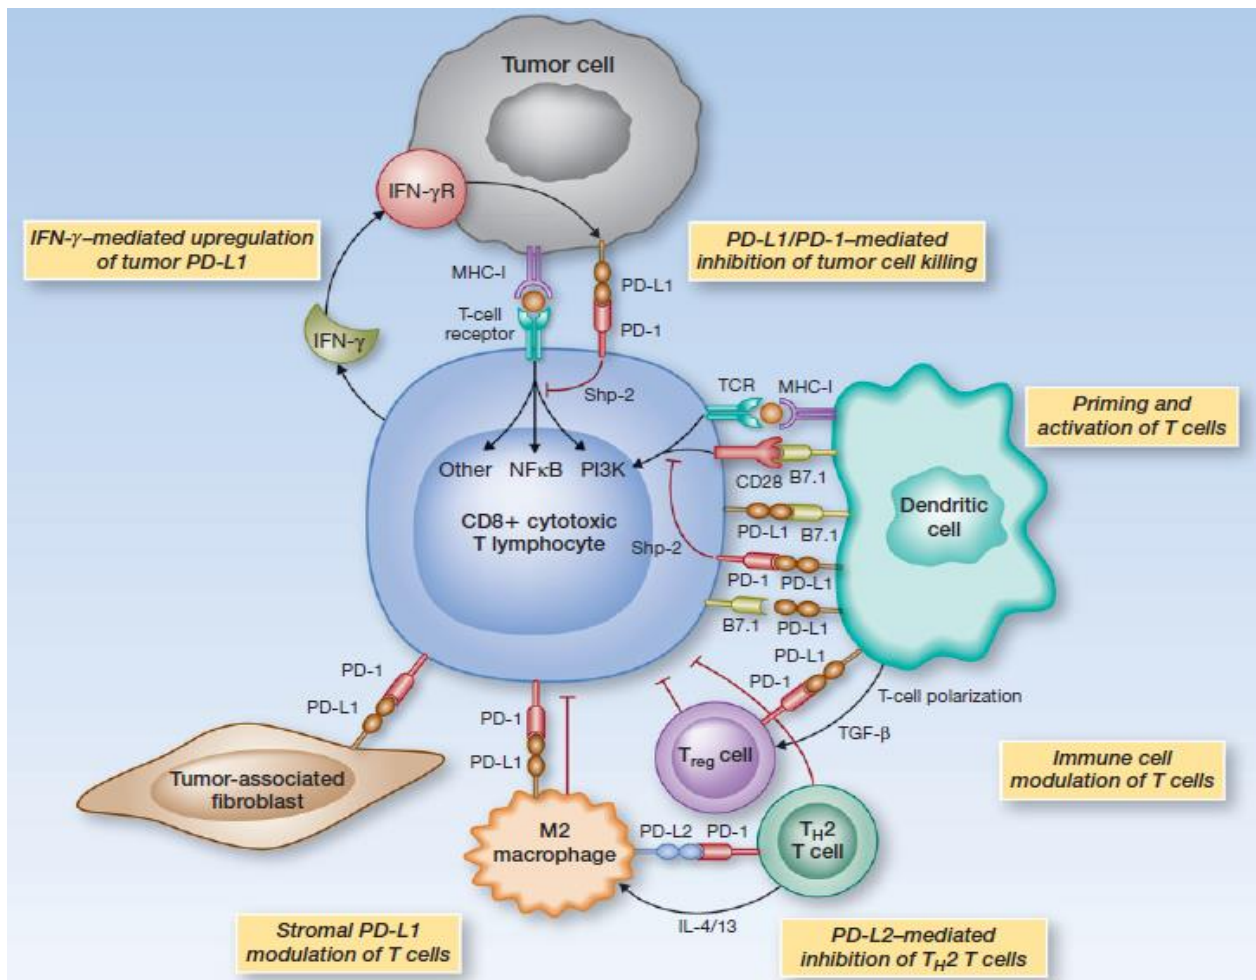 Tumor cell
IFN-γR
IFN-γ–mediated upregulation
of tumor PD-L1
PD-L1/PD-1–mediated
inhibition of tumor cell killing
MHC-I
PD-L1
T-cell
receptor
PD-1
IFN-γ
Shp-2
TCR
MHC-I
Priming and
activation of T cells
Other
NFκB
PI3K
CD28
B7.1
CD8+ cytotoxic
T lymphocyte
Dendritic
cell
PD-L1
B7.1
Shp-2
PD-1
PD-L1
B7.1
PD-L1
PD-L1
PD-1
T-cell polarization
TGF-β
PD-1
PD-L1
PD-1
PD-L1
Treg cell
Immune cell
modulation of T cells
Tumor-associated
fibroblast
M2
macrophage
PD-L2
PD-1
TH2
T cell
IL-4/13
Stromal PD-L1
modulation of T cells
PD-L2–mediated
inhibition of TH2 T cells